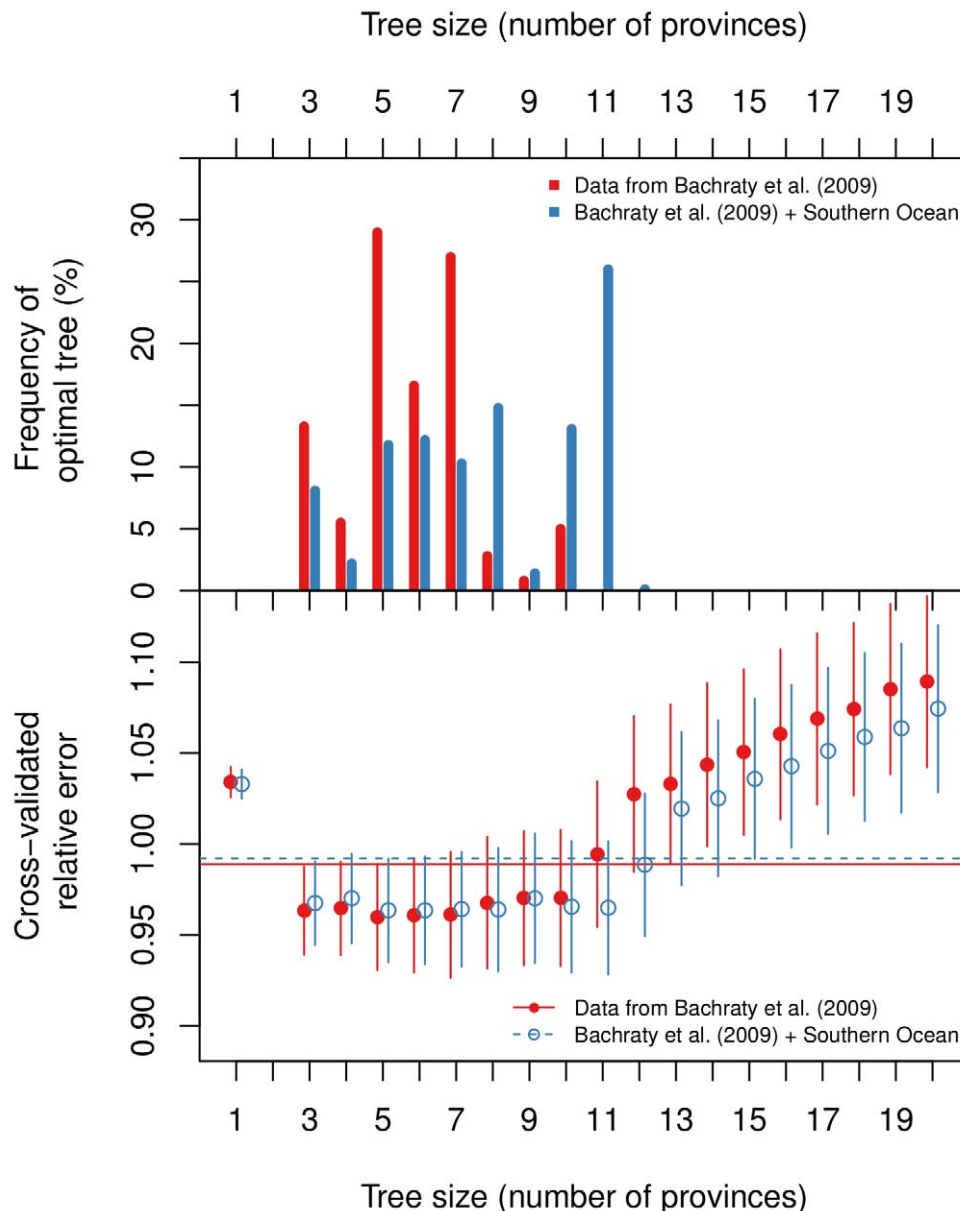 Tree size (number of provinces)
1 3 5 7 9 11 13 15 17 19
Data from Bachraty et al. (2009)
Bachraty et al. (2009) + Southern Ocean
Frequency of
optimal tree (%)
30
20
10
5
0
Cross−validated
relative error
1.10
1.05
1.00
0.95
0.90
Data from Bachraty et al. (2009)
Bachraty et al. (2009) + Southern Ocean
1 3 5 7 9 11 13 15 17 19
Tree size (number of provinces)